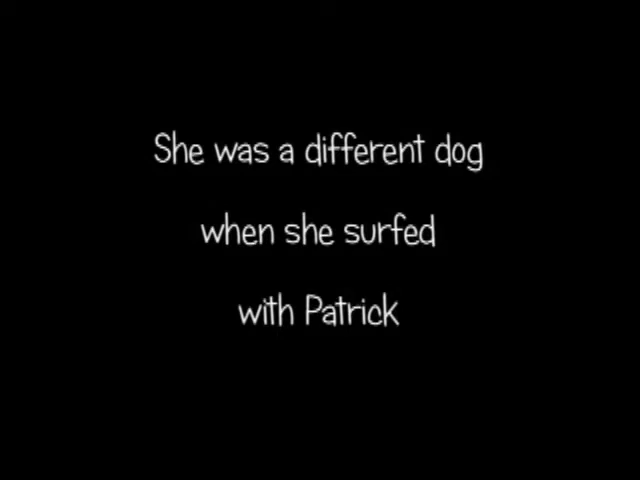 She was a different dog
when she surfed
with Patrick